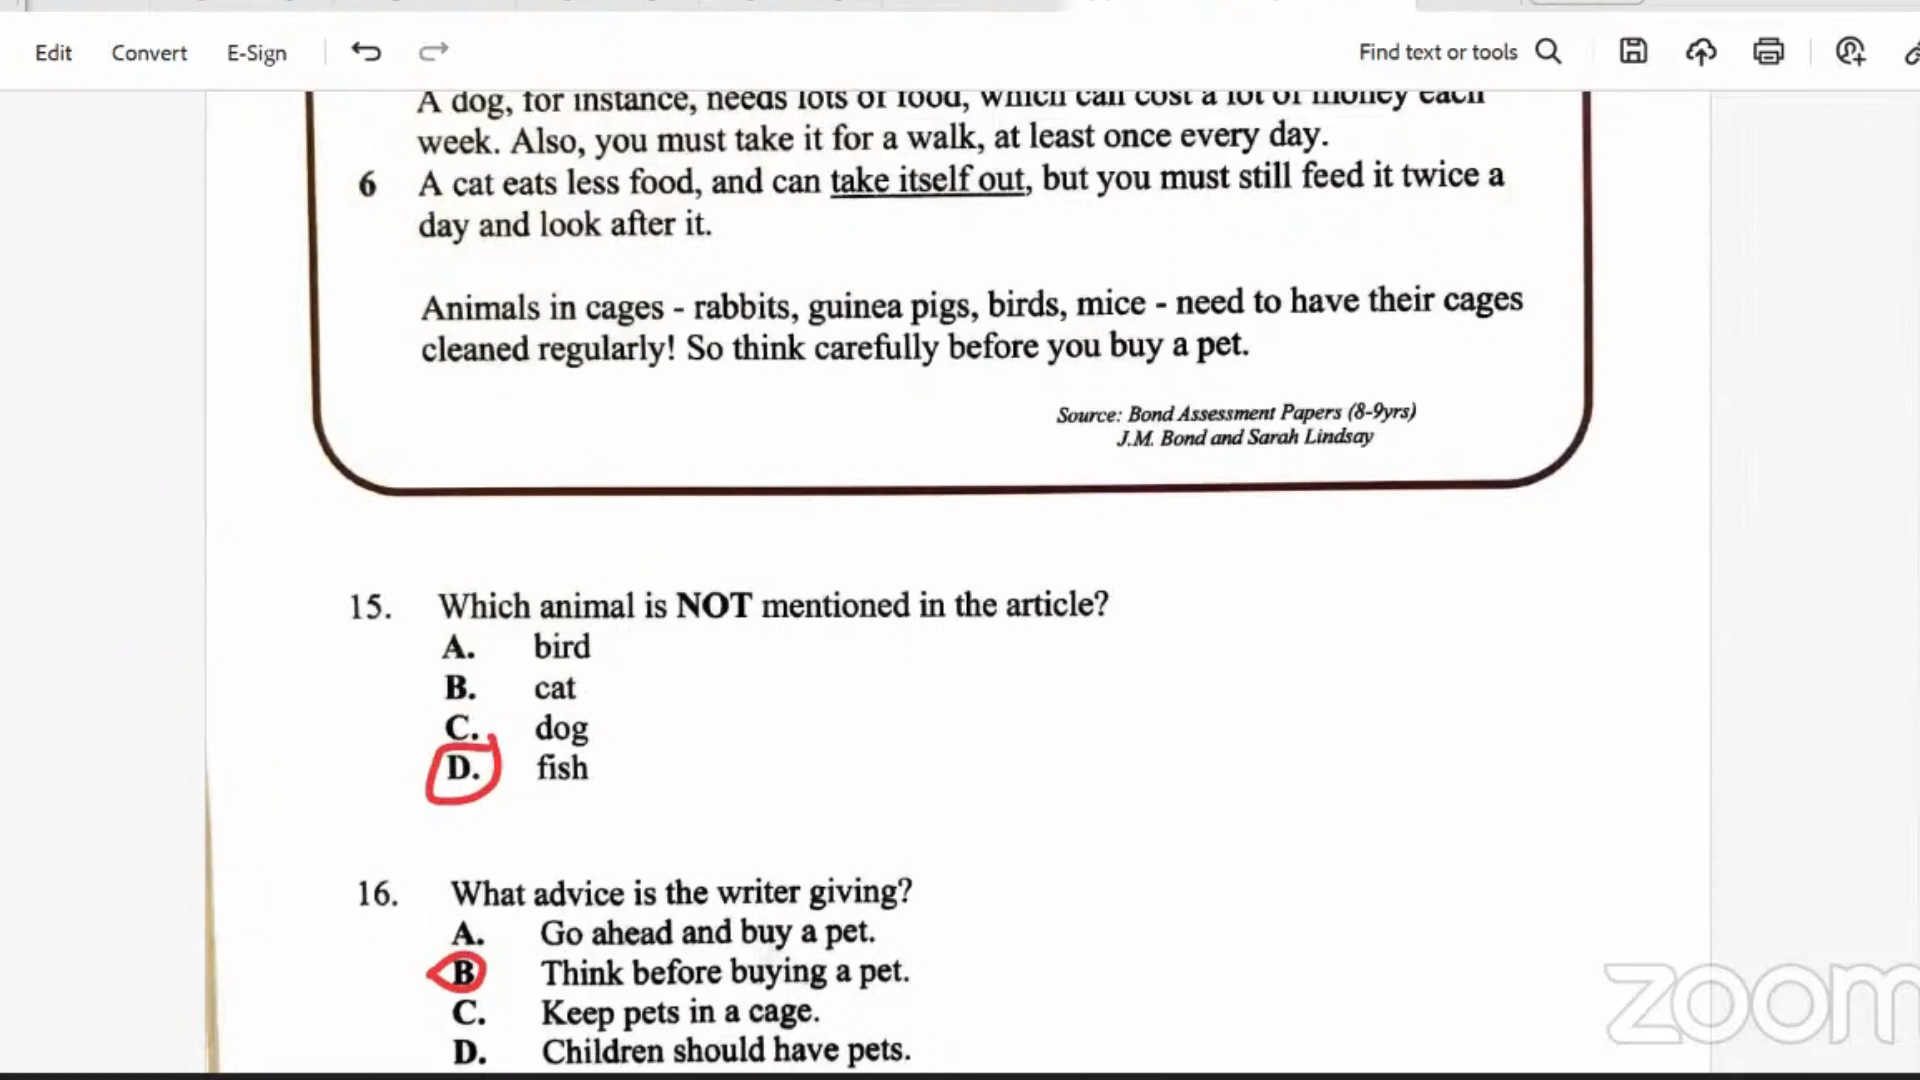 Edit Convert E-Sign Find text or tools
A dog, for instance, needs lots of food, which can cost a lot of money each
week. Also, you must take it for a walk, at least once every day.
6 A cat eats less food, and can take itself out, but you must still feed it twice a
day and look after it.
Animals in cages - rabbits, guinea pigs, birds, mice - need to have their cages
cleaned regularly! So think carefully before you buy a pet.
Source: Bond Assessment Papers (8-9yrs)
J.M. Bond and Sarah Lindsay
15. Which animal is NOT mentioned in the article?
A. bird
B. cat
C. dog
D. fish
16. What advice is the writer giving?
A. Go ahead and buy a pet.
B Think before buying a pet.
C. Keep pets in a cage.
D. Children should have pets.
zoom